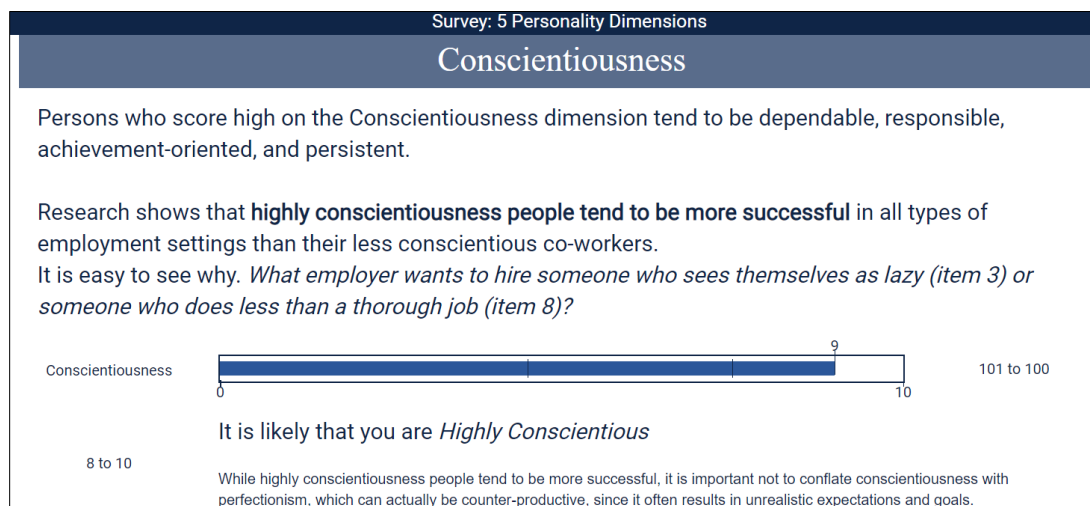 Survey: 5 Personality Dimensions
Conscientiousness
Persons who score high on the Conscientiousness dimension tend to be dependable, responsible,
achievement-oriented, and persistent.
Research shows that highly conscientiousness people tend to be more successful in all types of
employment settings than their less conscientious co-workers.
It is easy to see why. What employer wants to hire someone who sees themselves as lazy (item 3) or
someone who does less than a thorough job (item 8)?
9
Conscientiousness
101 to 100
0
10
It is likely that you are Highly Conscientious
8 to 10
While highly conscientiousness people tend to be more successful, it is important not to conflate conscientiousness with
perfectionism, which can actually be counter-productive, since it often results in unrealistic expectations and goals.